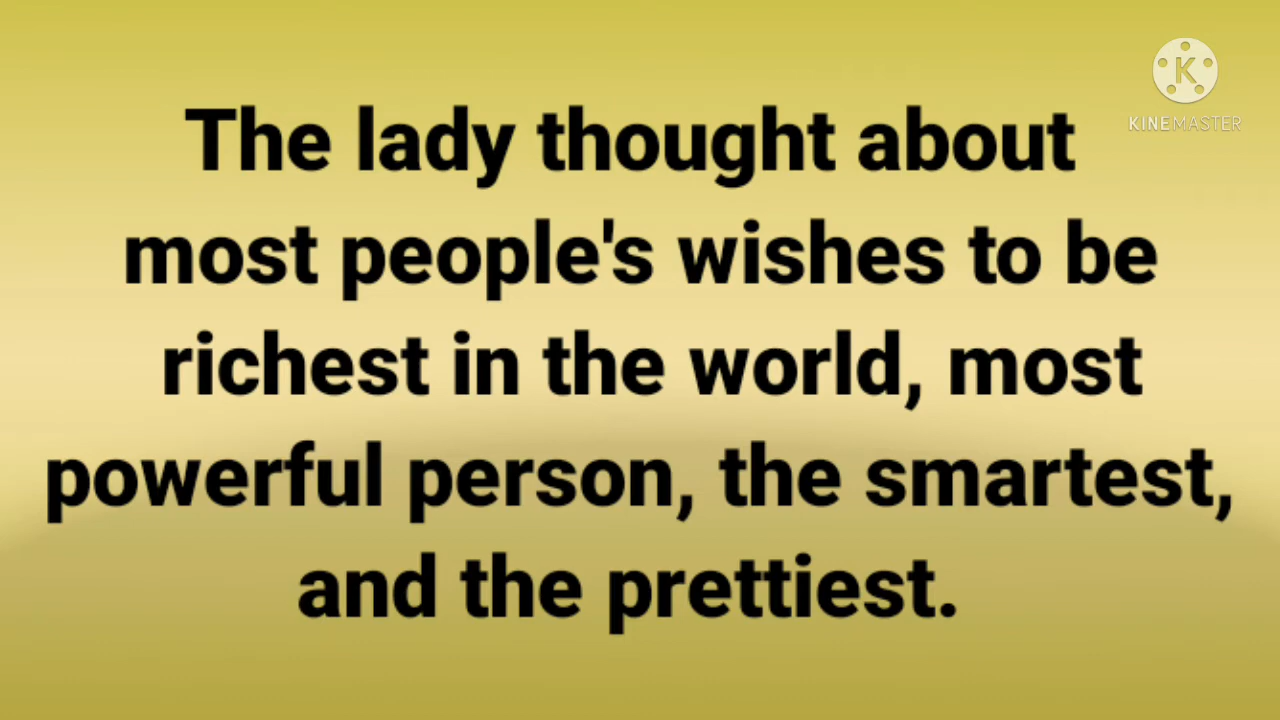 The lady thought about
most people's wishes to be
richest in the world, most
powerful person, the smartest,
and the prettiest.
K
KINEMASTER